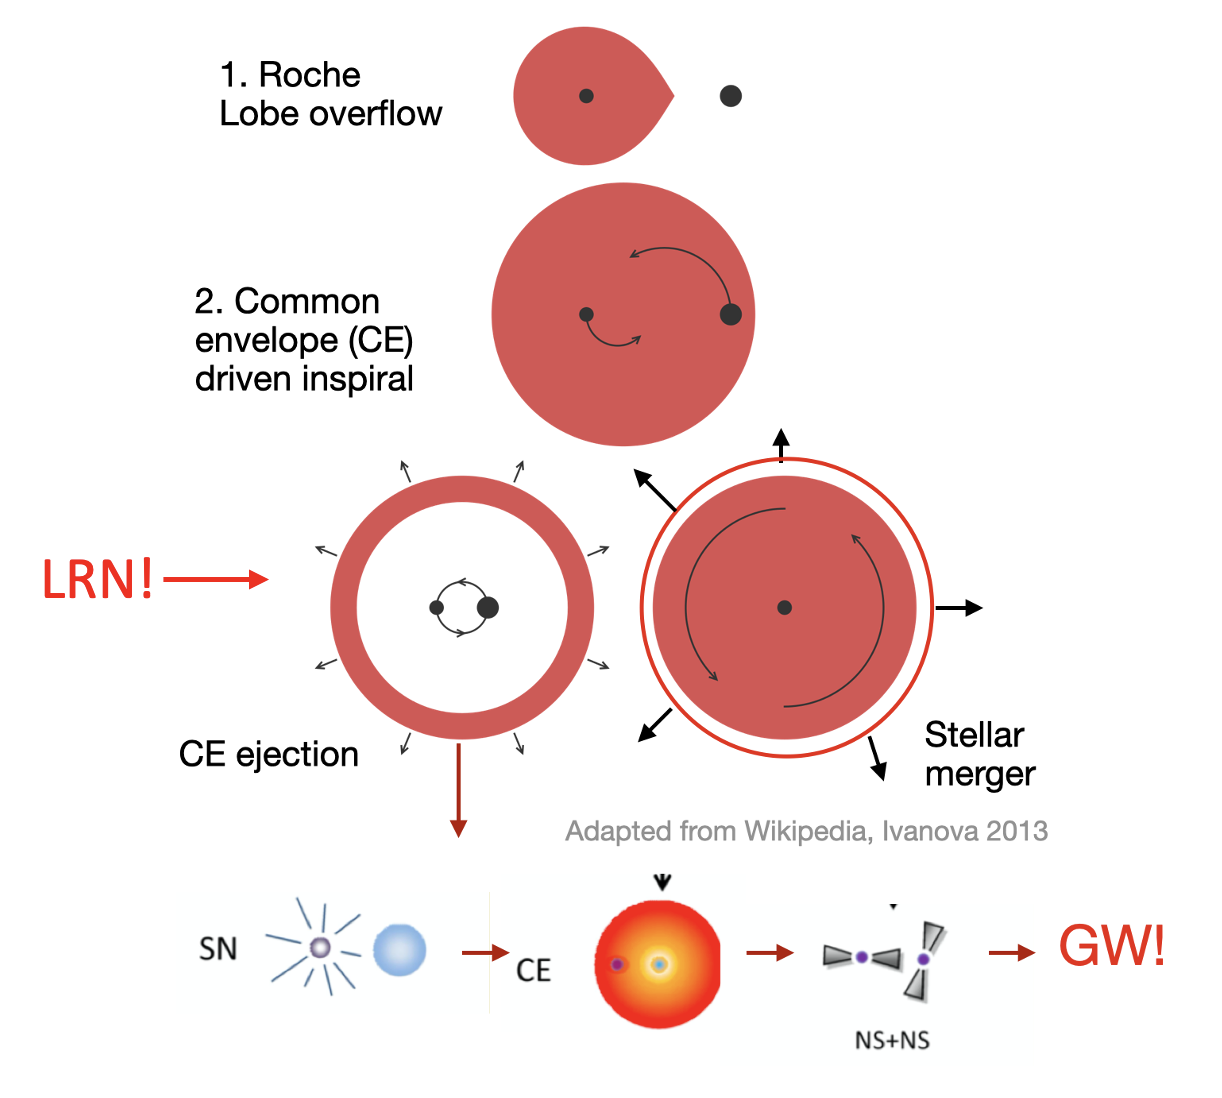 1. Roche
Lobe overflow
2. Common
envelope (CE)
driven inspiral
LRN!
CE ejection
Stellar
merger
Adapted from Wikipedia, Ivanova 2013
SN
CE
NS+NS
GW!